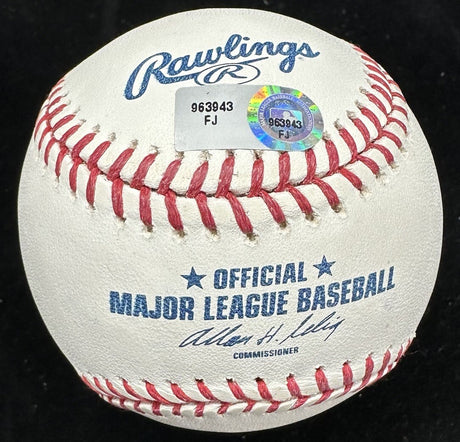 Rawlings
R
963943
FJ
963943
FJ
OFFICIAL
MAJOR LEAGUE BASEBALL
Allan H. Selig
COMMISSIONER